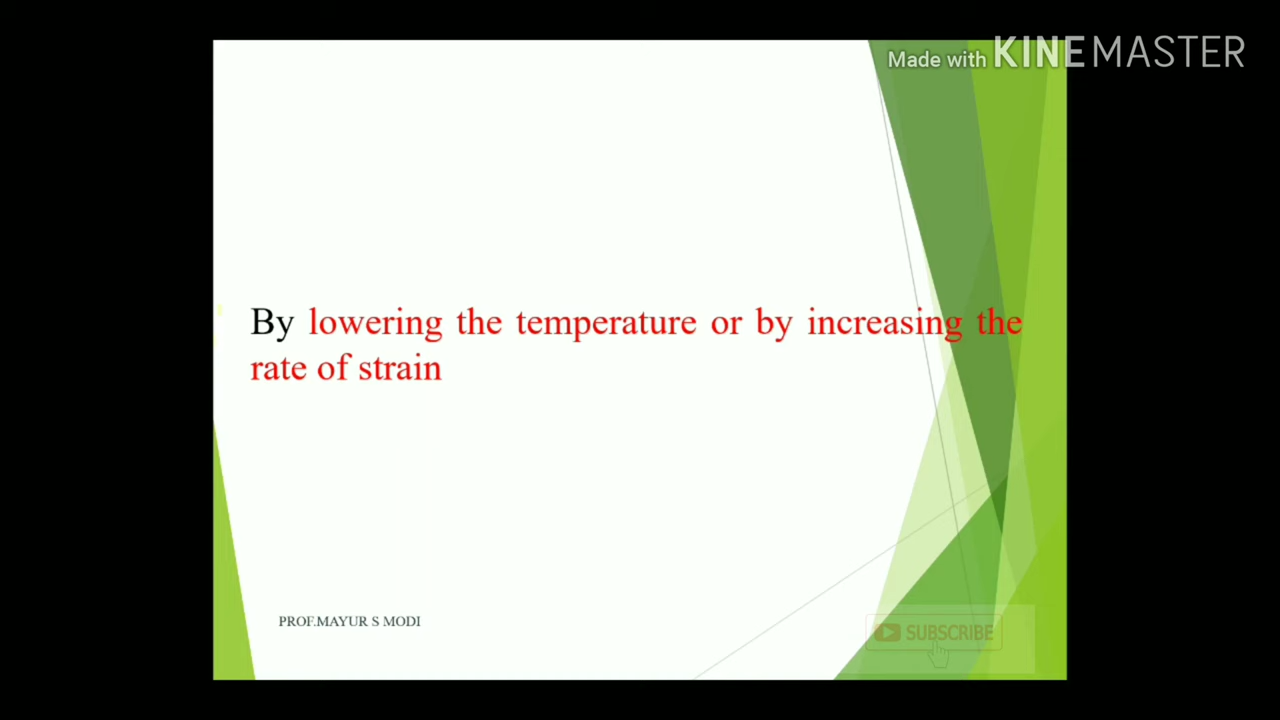 Made with KINEMASTER
By lowering the temperature or by increasing the
rate of strain
PROF.MAYUR S MODI
SUBSCRIBE